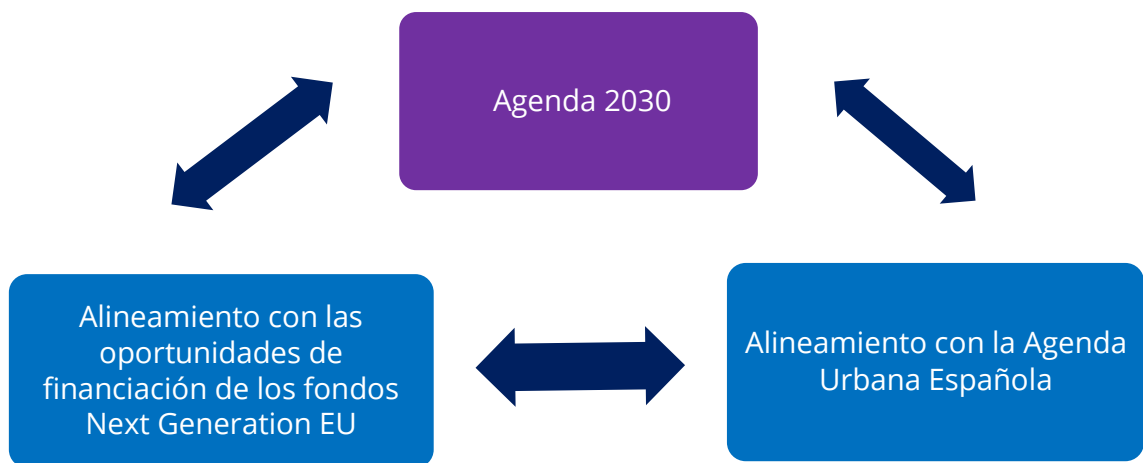 Agenda 2030
Alineamiento con las
oportunidades de
financiación de los fondos
Next Generation EU
Alineamiento con la Agenda
Urbana Española